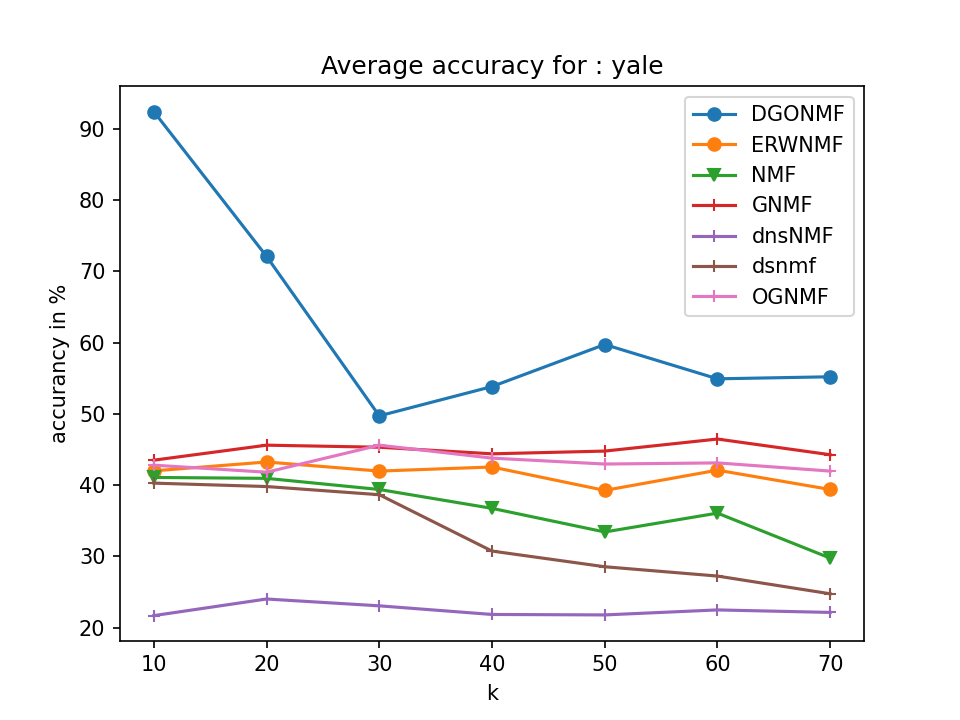 Average accuracy for : yale
accurancy in %
90
80
70
60
50
40
30
20
10 20 30 40 50 60 70
k
DGONMF
ERWNMF
NMF
GNMF
dnsNMF
dsnmf
OGNMF